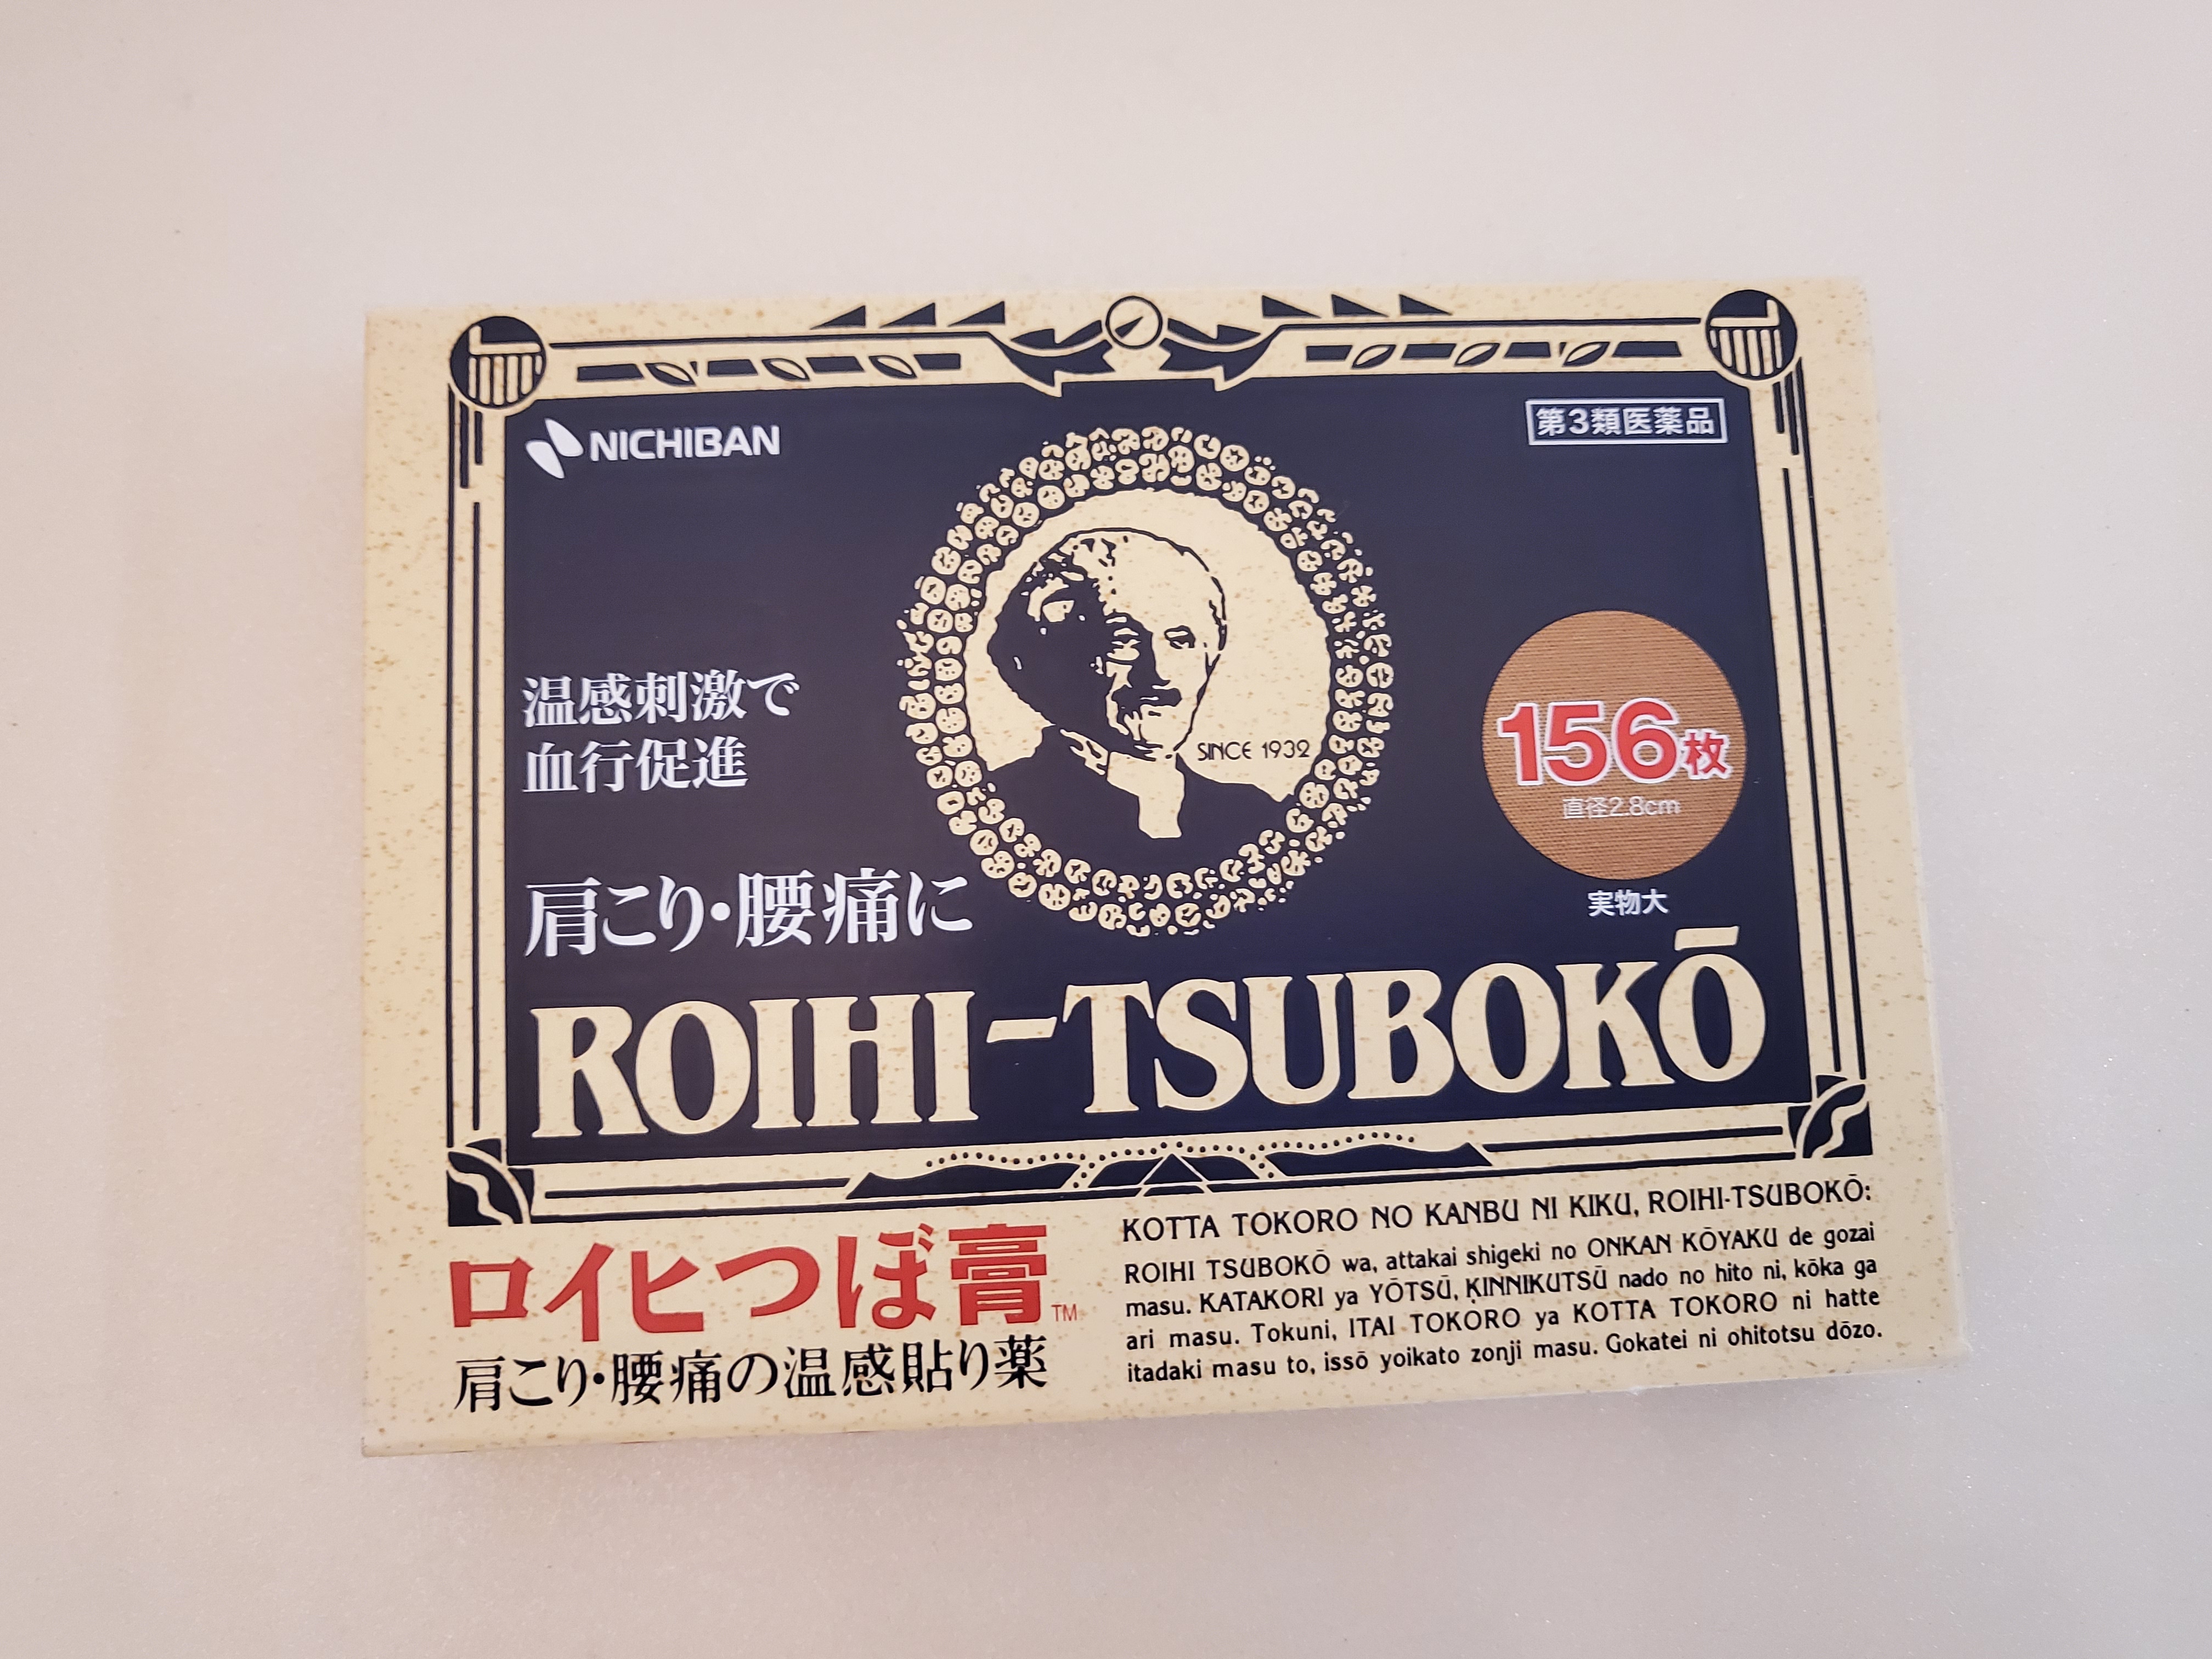 NICHIBAN
第3類医薬品
温感刺激で
血行促進
SINCE 1932
156枚
直径2.8cm
実物大
肩こり・腰痛に
ROIHI-TSUBOKŌ
ロイヒつぼ膏™
肩こり・腰痛の温感貼り薬
KOTTA TOKORO NO KANBU NI KIKU, ROIHI-TSUBOKŌ:
ROIHI TSUBOKŌ wa, attakai shigeki no ONKAN KŌYAKU de gozai
masu. KATAKORI ya YŌTSŪ, KINNIKUTSŪ nado no hito ni, kōka ga
ari masu. Tokuni, ITAI TOKORO ya KOTTA TOKORO ni hatte
itadaki masu to, issō yoikato zonji masu. Gokatei ni ohitotsu dōzo.